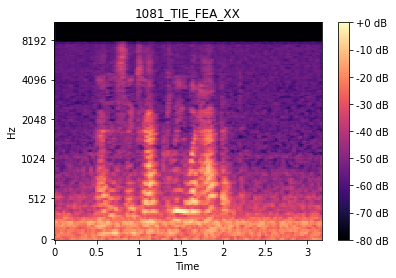 1081_TIE_FEA_XX
8192
4096
2048
1024
512
0
Hz
0
0.5
1
1.5
2
2.5
3
Time
+0 dB
-10 dB
-20 dB
-30 dB
-40 dB
-50 dB
-60 dB
-70 dB
-80 dB